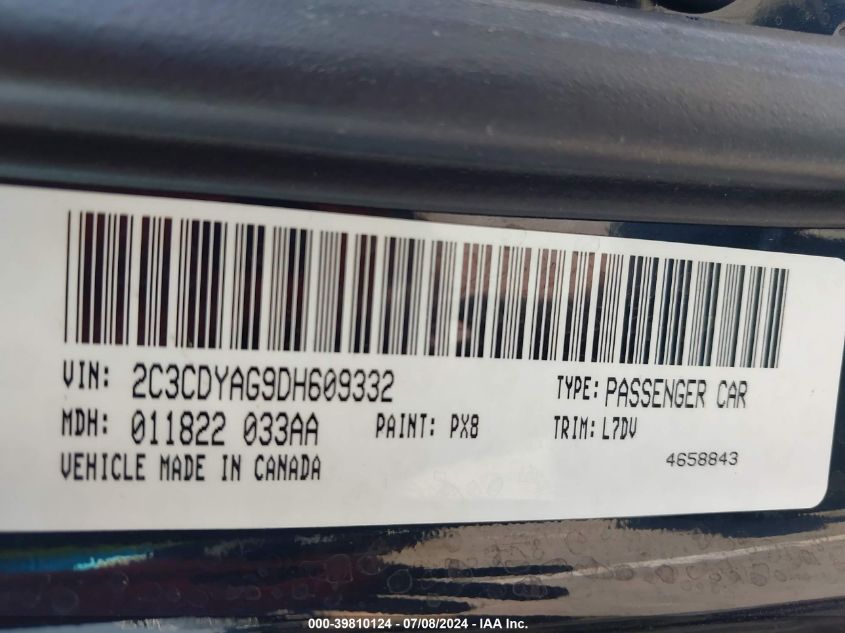 VIN: 2C3CDYAG9DH609332 TYPE: PASSENGER CAR
MDH: 011822 033AA PAINT: PX8 TRIM: L7DV
VEHICLE MADE IN CANADA 4658843
000-39810124 / 07/08/2024 - IAA Inc.